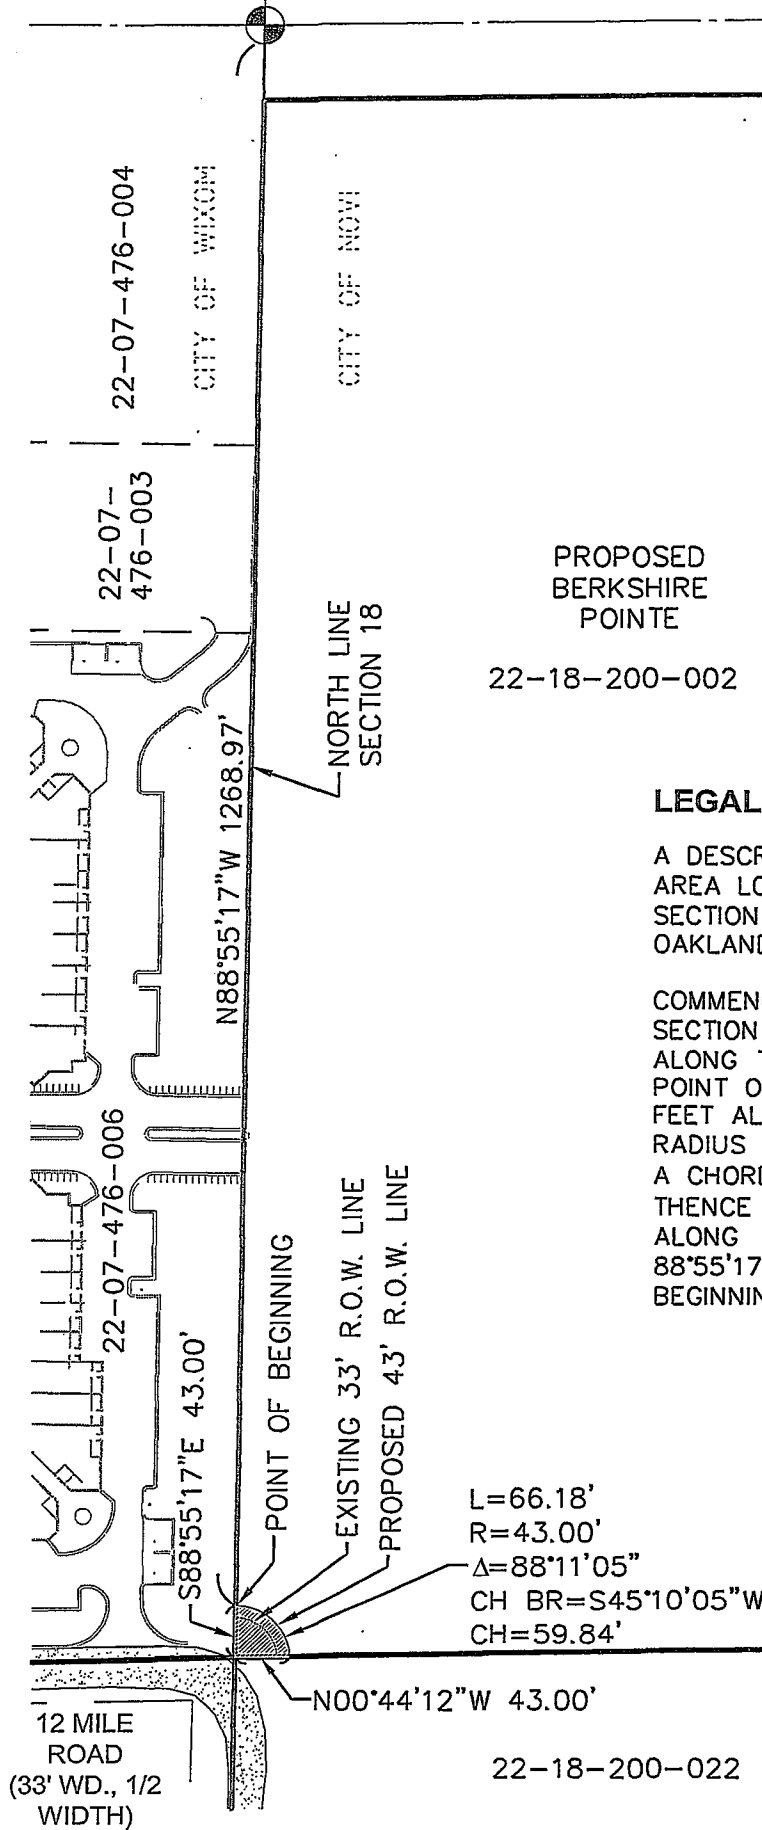 22-07-476-004
CITY OF WIXOM
CITY OF NOVI
22-07-
476-003
PROPOSED
BERKSHIRE
POINTE
22-18-200-002
NORTH LINE
SECTION 18
N88°55'17"W 1268.97'
LEGAL
A DESCR
AREA LO
SECTION
OAKLAND
COMMEN
SECTION
ALONG T
POINT O
FEET AL
RADIUS
A CHORD
THENCE
ALONG
88°55'17
BEGINNIN
22-07-476-006
S88°55'17"E 43.00'
POINT OF BEGINNING
EXISTING 33' R.O.W. LINE
PROPOSED 43' R.O.W. LINE
L=66.18'
R=43.00'
Δ=88°11'05"
CH BR=S45°10'05"W
CH=59.84'
N00°44'12"W 43.00'
12 MILE
ROAD
(33' WD., 1/2
WIDTH)
22-18-200-022